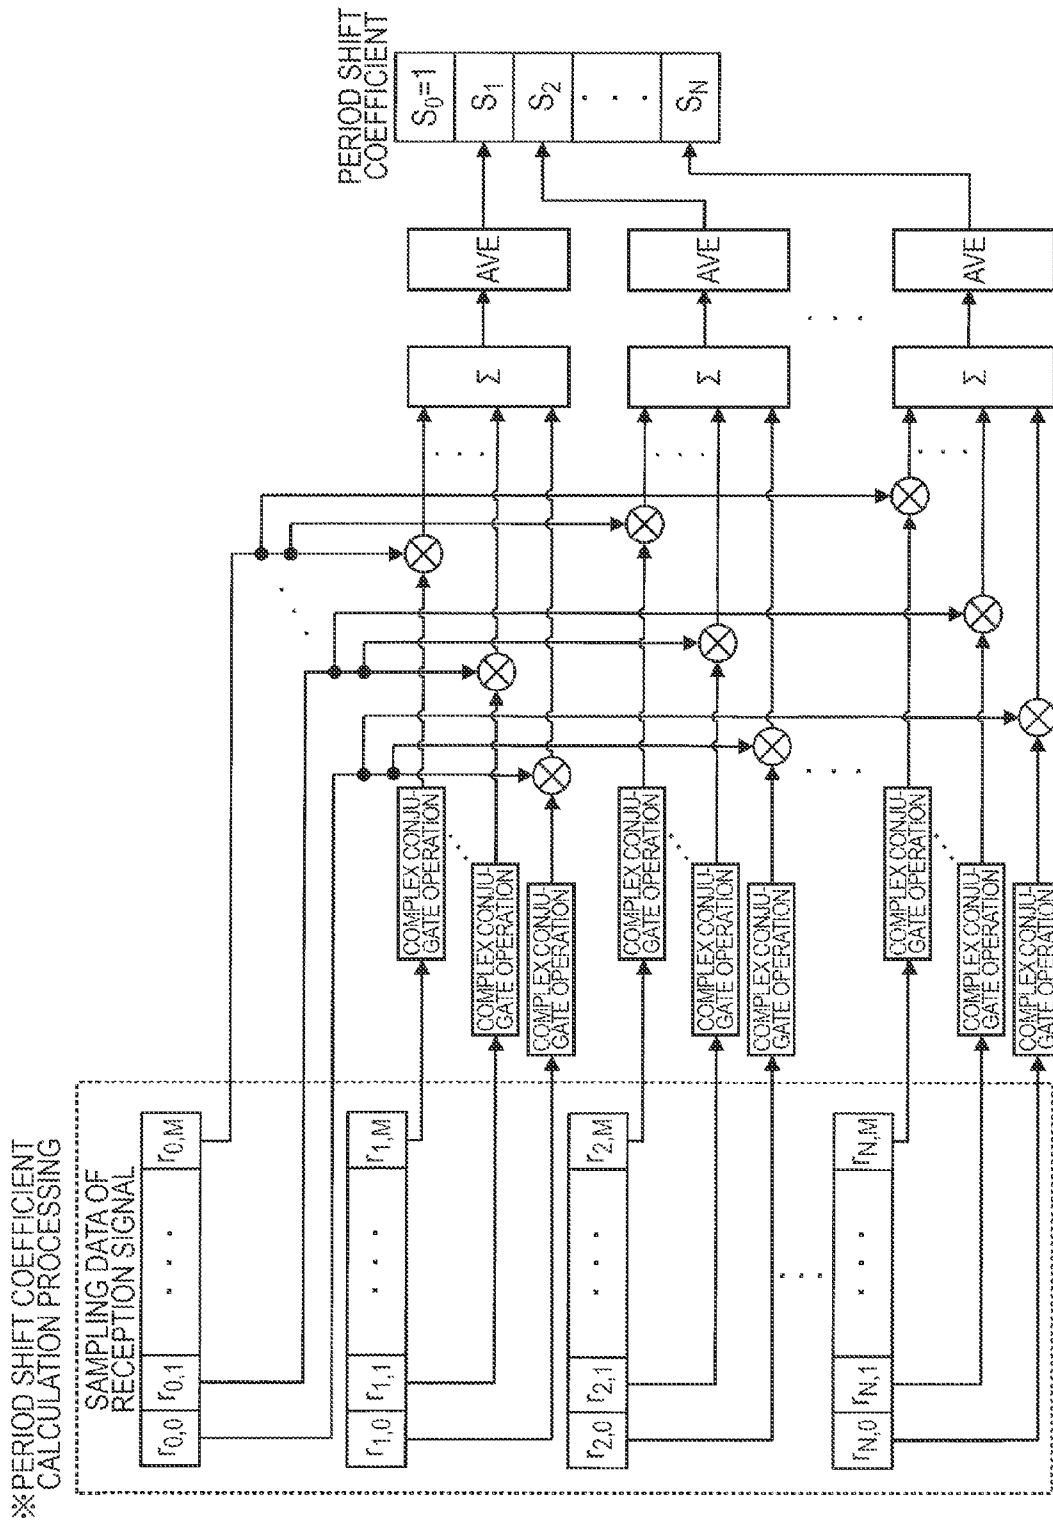 ※PERIOD SHIFT COEFFICIENT
CALCULATION PROCESSING
SAMPLING DATA OF
RECEPTION SIGNAL
r0,0
r0,1
. . .
r0,M
r1,0
r1,1
. . .
r1,M
r2,0
r2,1
. . .
r2,M
. . .
rN,0
rN,1
. . .
rN,M
COMPLEX CONJU-
GATE OPERATION
COMPLEX CONJU-
GATE OPERATION
COMPLEX CONJU-
GATE OPERATION
COMPLEX CONJU-
GATE OPERATION
COMPLEX CONJU-
GATE OPERATION
COMPLEX CONJU-
GATE OPERATION
COMPLEX CONJU-
GATE OPERATION
COMPLEX CONJU-
GATE OPERATION
COMPLEX CONJU-
GATE OPERATION
Σ
Σ
Σ
AVE
AVE
AVE
PERIOD SHIFT
COEFFICIENT
S0=1
S1
S2
. . .
SN